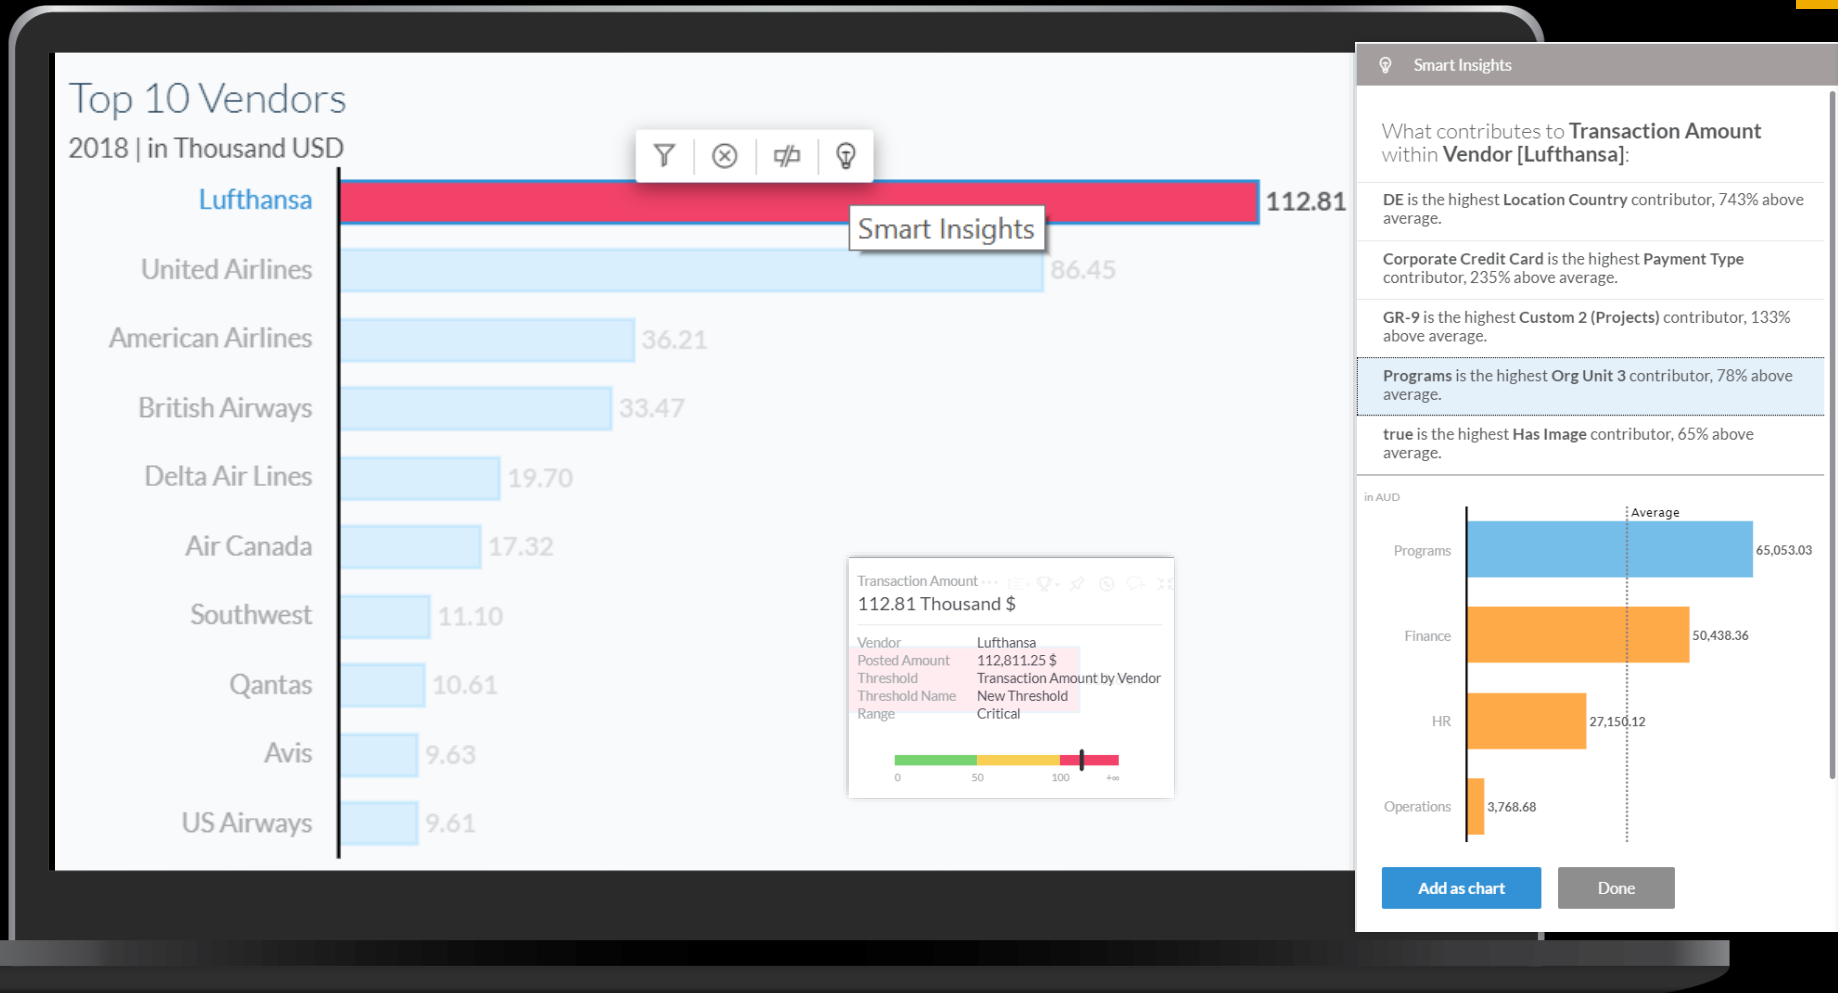 Top 10 Vendors
2018 | in Thousand USD
Lufthansa
112.81
Smart Insights
United Airlines
86.45
American Airlines
36.21
British Airways
33.47
Delta Air Lines
19.70
Air Canada
17.32
Southwest
11.10
Qantas
10.61
Avis
9.63
US Airways
9.61
Transaction Amount
112.81 Thousand $
Vendor Lufthansa
Posted Amount 112,811.25 $
Threshold Transaction Amount by Vendor
Threshold Name New Threshold
Range Critical
0 50 100 +∞
Smart Insights
What contributes to Transaction Amount
within Vendor [Lufthansa]:
DE is the highest Location Country contributor, 743% above
average.
Corporate Credit Card is the highest Payment Type
contributor, 235% above average.
GR-9 is the highest Custom 2 (Projects) contributor, 133%
above average.
Programs is the highest Org Unit 3 contributor, 78% above
average.
true is the highest Has Image contributor, 65% above
average.
in AUD
Average
Programs 65,053.03
Finance 50,438.36
HR 27,150.12
Operations 3,768.68
Add as chart
Done